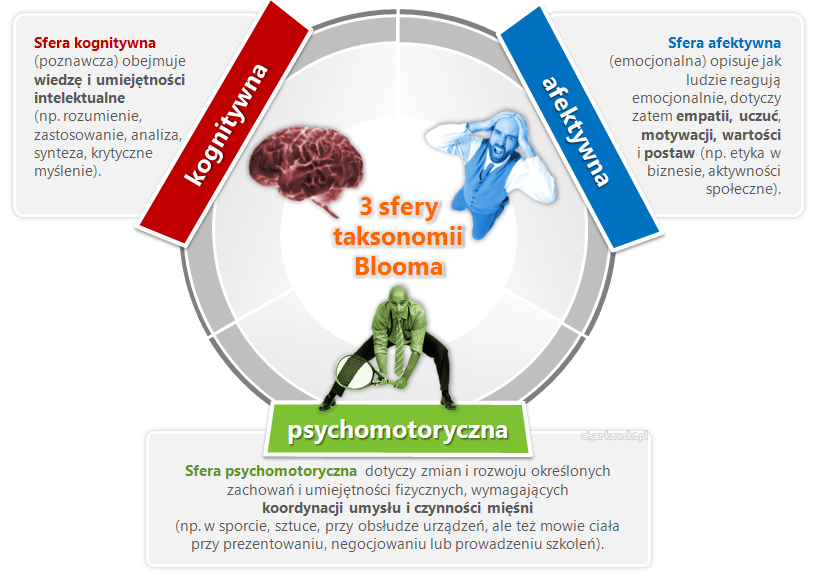 Sfera kognitywna
(poznawcza) obejmuje
wiedzę i umiejętności
intelektualne
(np. rozumienie,
zastosowanie, analiza,
synteza, krytyczne
myślenie).
kognitywna
Sfera afektywna
(emocjonalna) opisuje jak
ludzie reagują
emocjonalnie, dotyczy
zatem empatii, uczuć,
motywacji, wartości
i postaw (np. etyka w
biznesie, aktywności
społeczne).
afektywna
3 sfery
taksonomii
Blooma
psychomotoryczna
Sfera psychomotoryczna dotyczy zmian i rozwoju określonych
zachowań i umiejętności fizycznych, wymagających
koordynacji umysłu i czynności mięśni
(np. w sporcie, sztuce, przy obsłudze urządzeń, ale też mowie ciała
przy prezentowaniu, negocjowaniu lub prowadzeniu szkoleń).